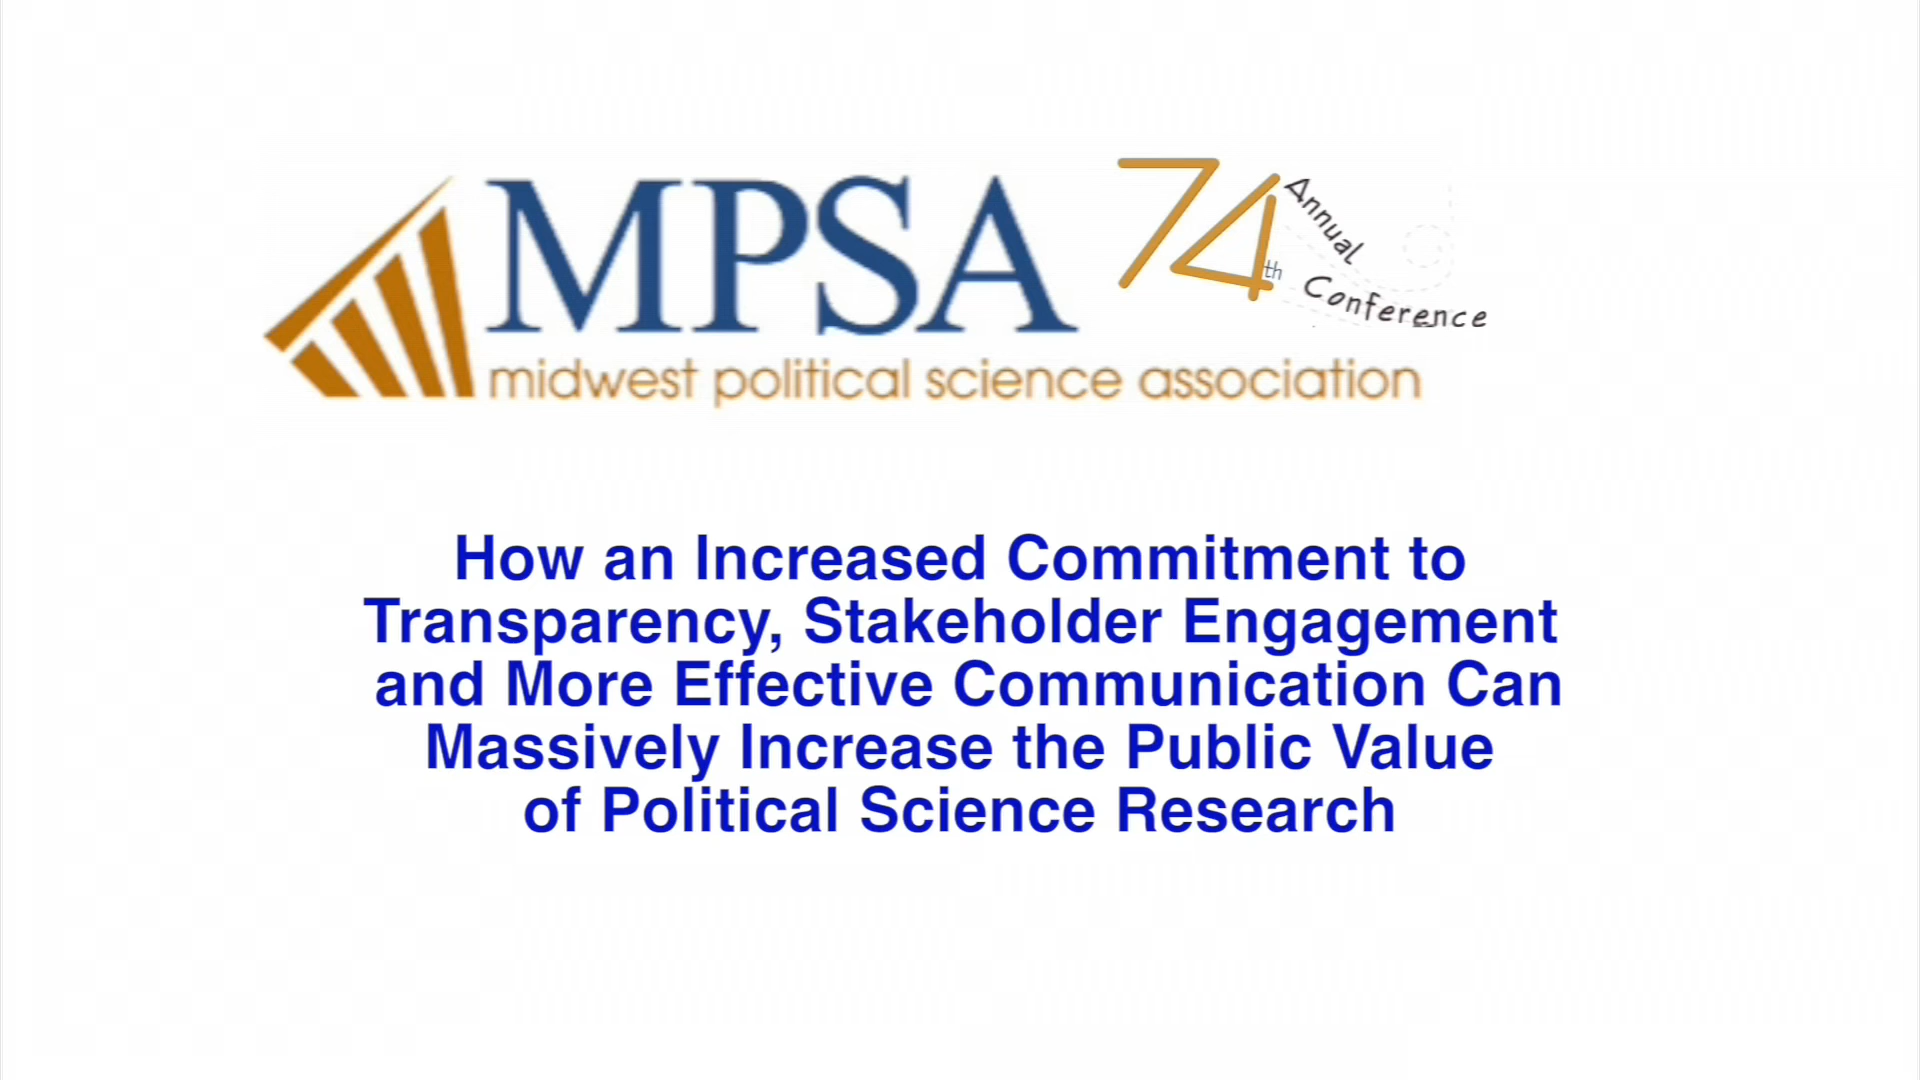 MPSA
74th Annual Conference
midwest political science association
How an Increased Commitment to
Transparency, Stakeholder Engagement
and More Effective Communication Can
Massively Increase the Public Value
of Political Science Research